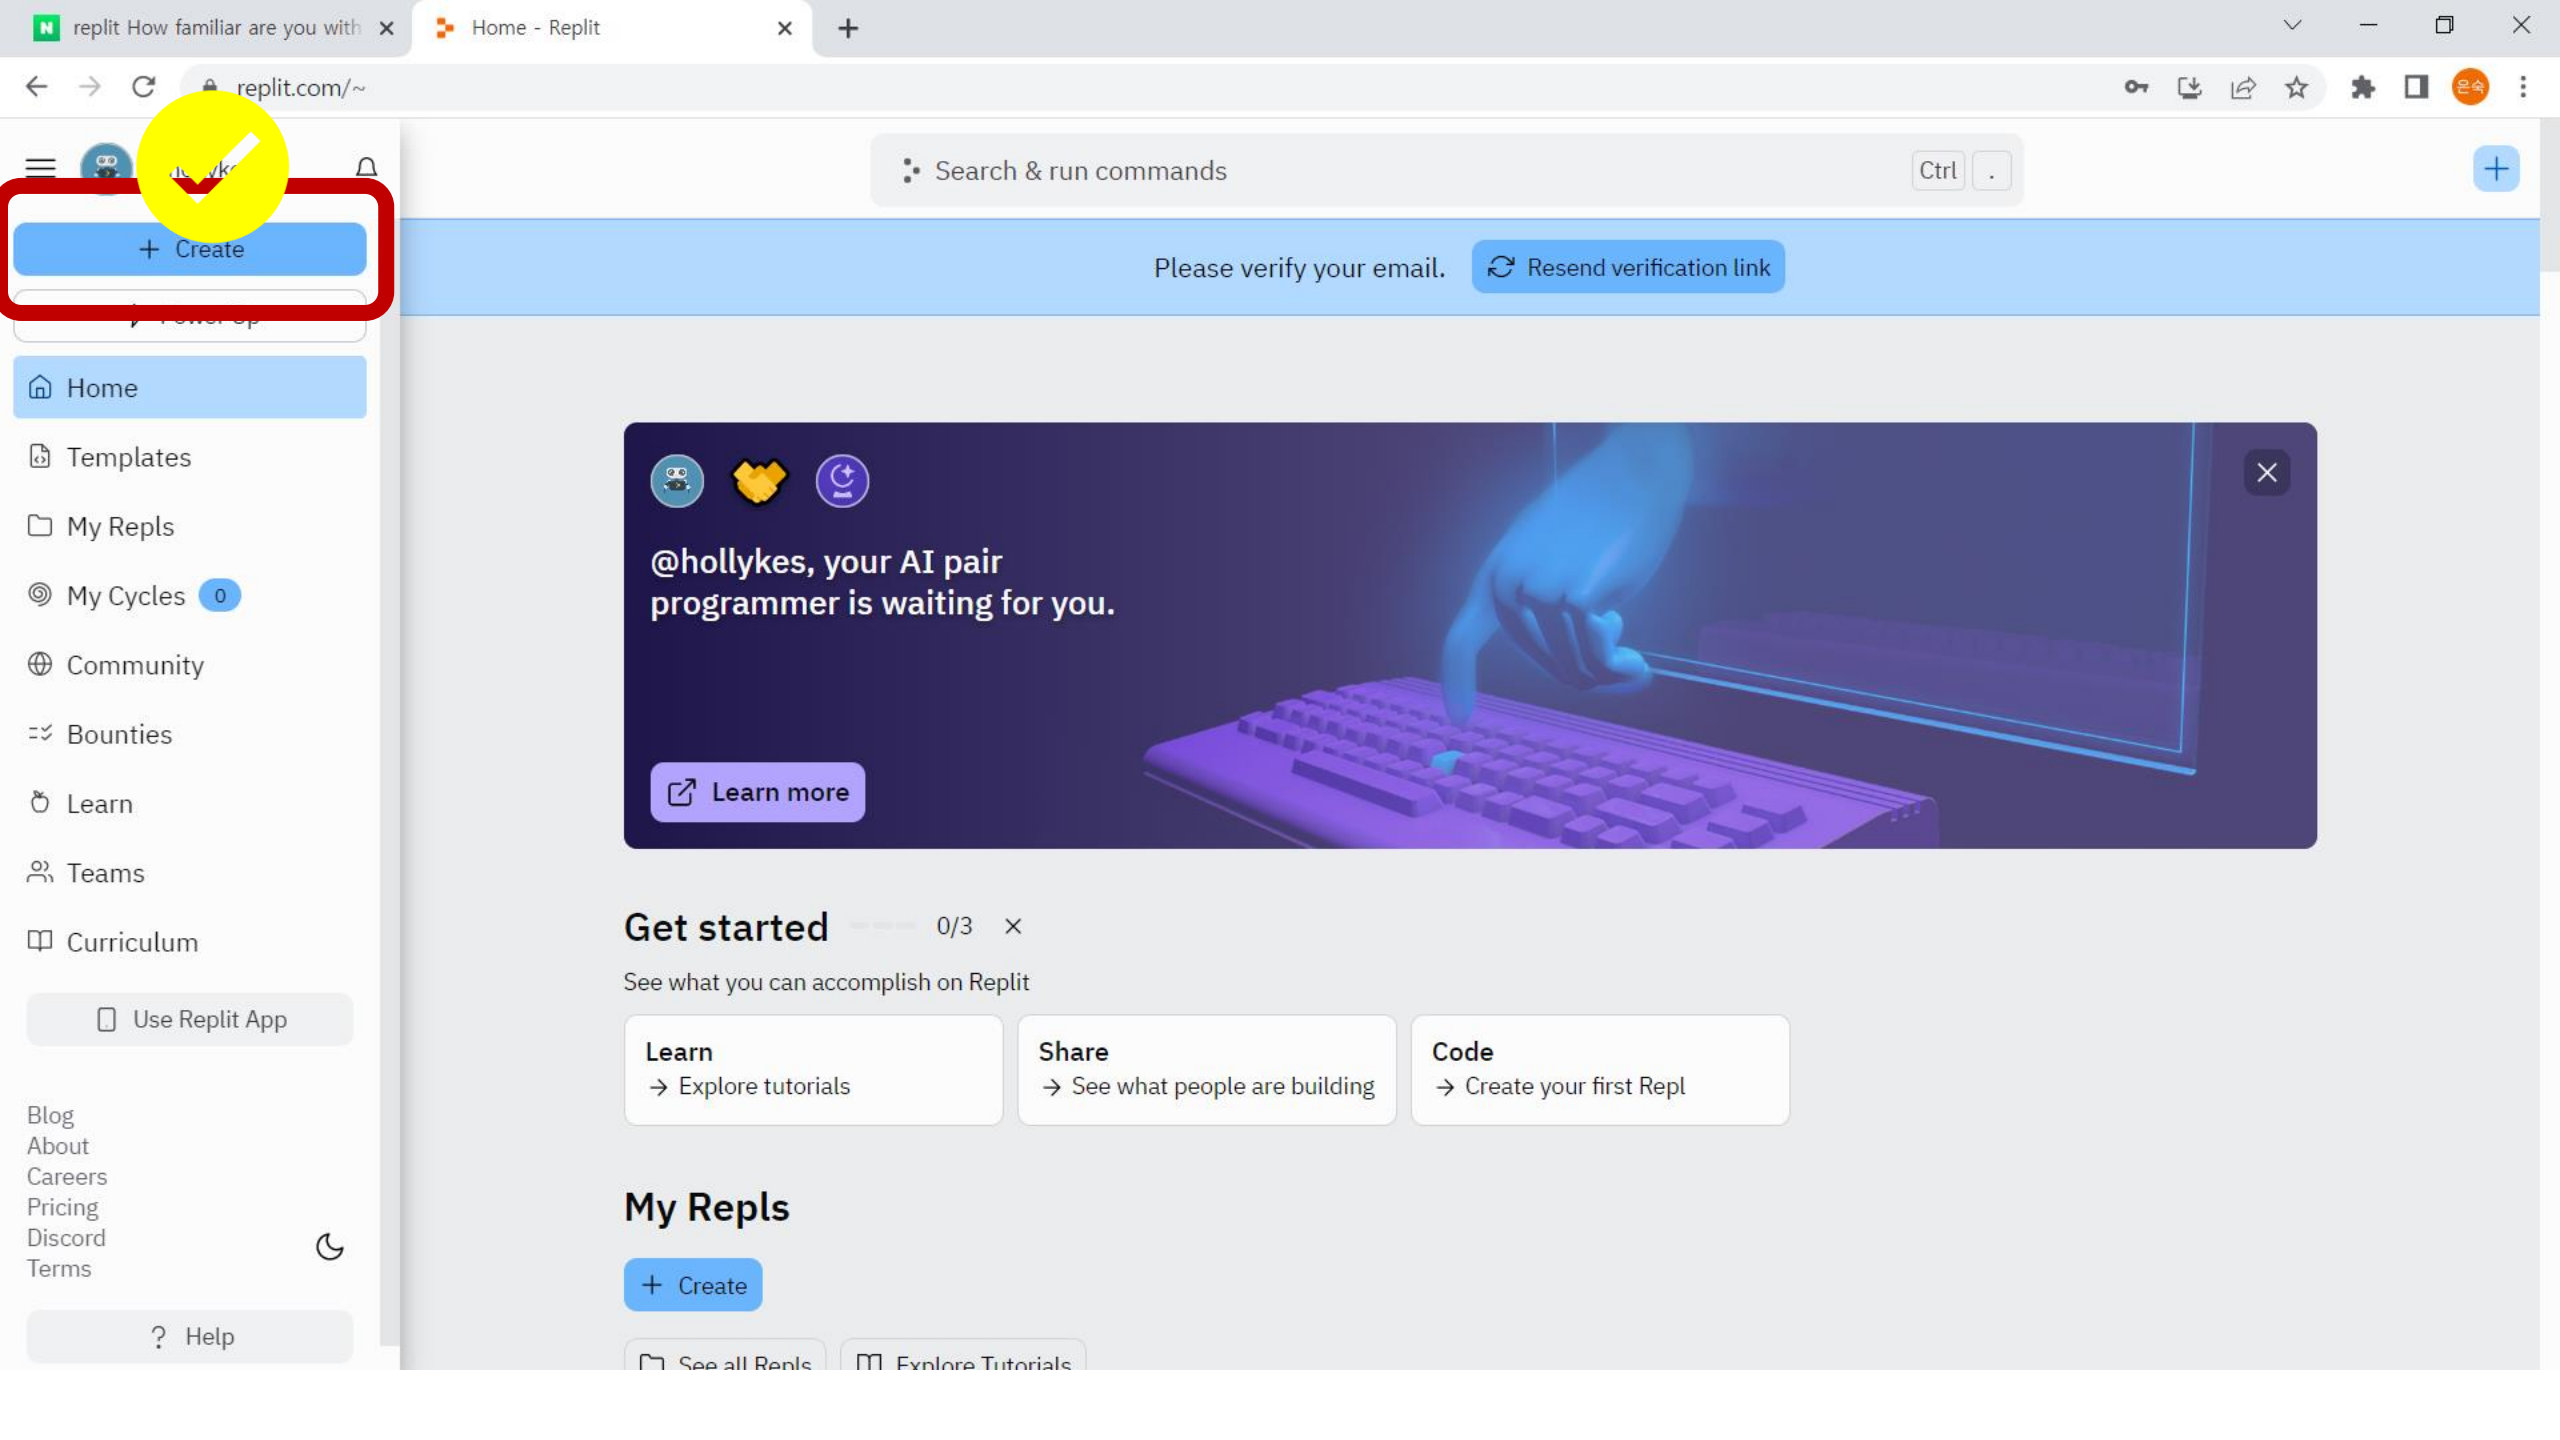 replit How familiar are you with
Home - Replit
replit.com/~
은숙
Search & run commands
Ctrl .
+ Create
Please verify your email.
Resend verification link
Home
Templates
My Repls
My Cycles 0
Community
Bounties
Learn
Teams
Curriculum
Use Replit App
Blog
About
Careers
Pricing
Discord
Terms
? Help
@hollykes, your AI pair
programmer is waiting for you.
Learn more
Get started 0/3
See what you can accomplish on Replit
Learn
→ Explore tutorials
Share
→ See what people are building
Code
→ Create your first Repl
My Repls
+ Create
See all Repls
Explore Tutorials